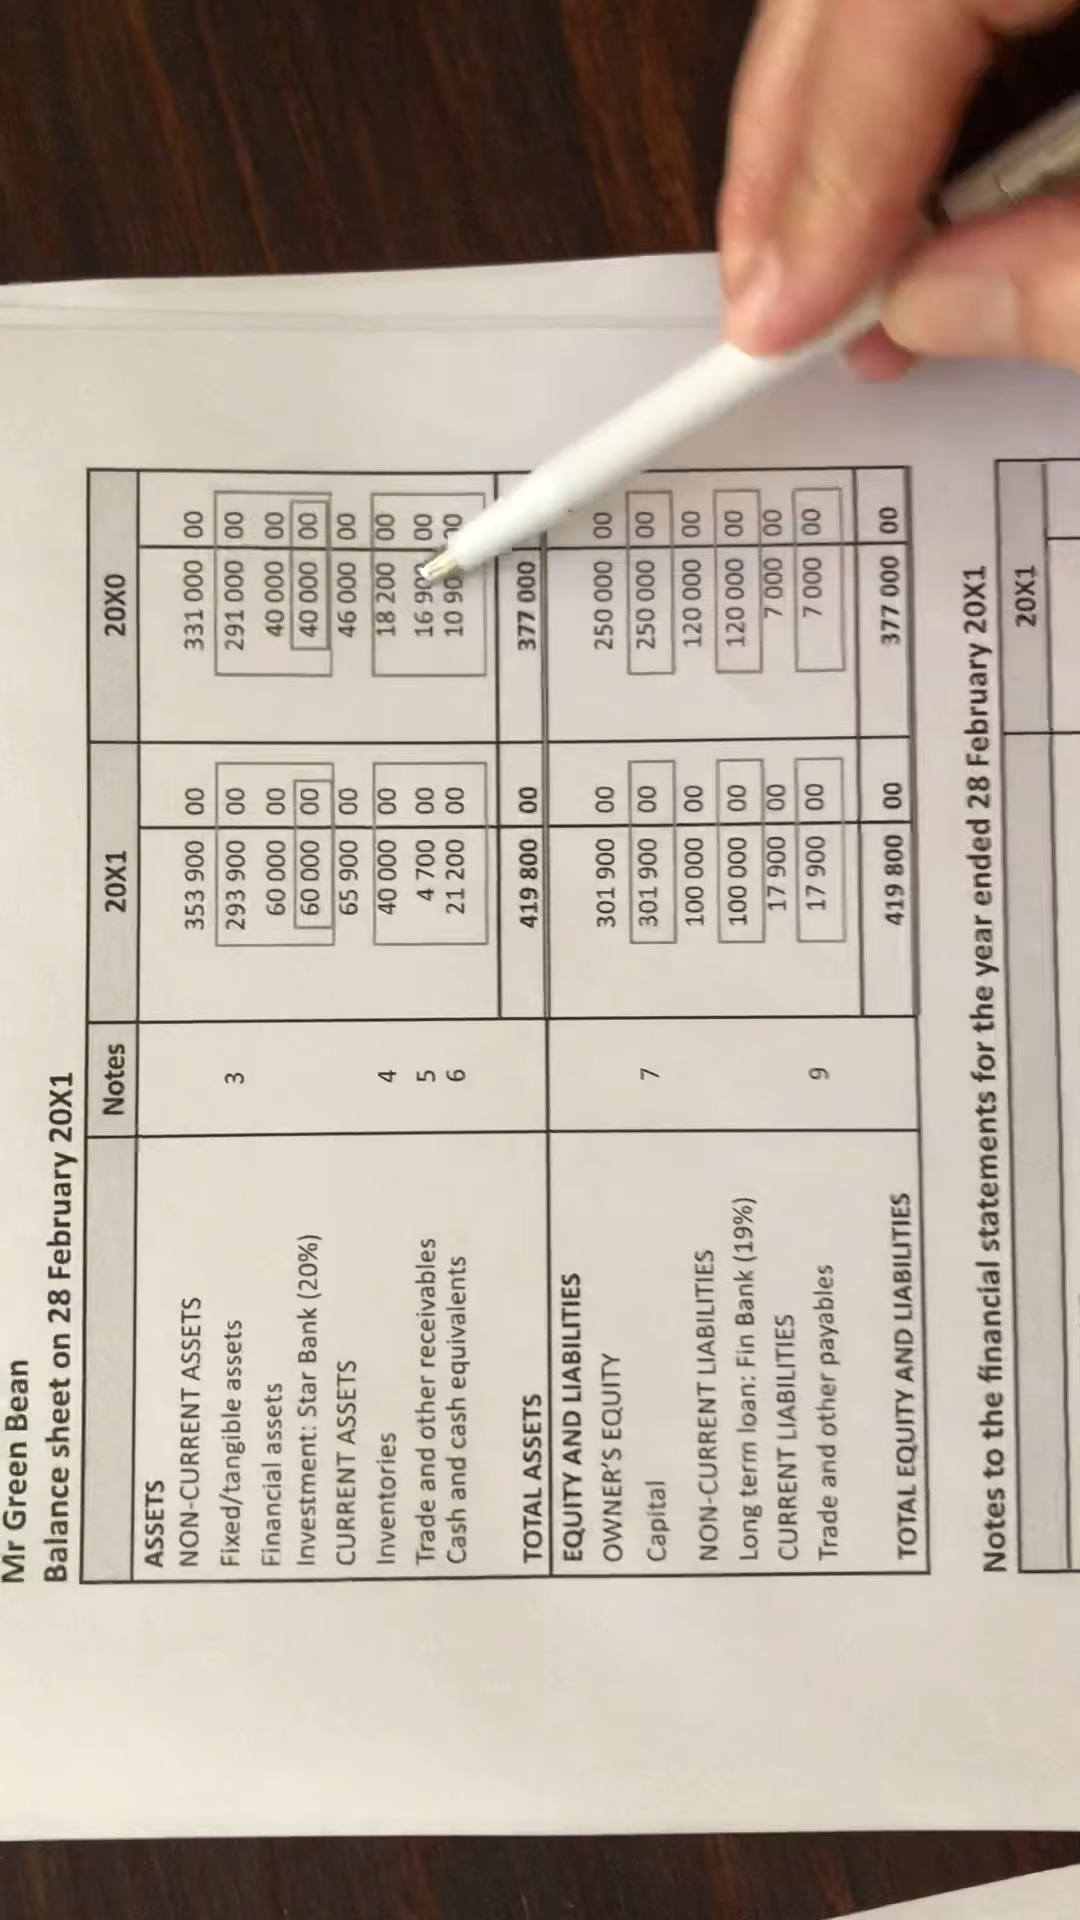 Mr Green Bean
Balance sheet on 28 February 20X1
Notes 20X1 20X0
ASSETS
NON-CURRENT ASSETS 353 900 00 331 000 00
Fixed/tangible assets 3 293 900 00 291 000 00
Financial assets 60 000 00 40 000 00
Investment: Star Bank (20%) 60 000 00 40 000 00
CURRENT ASSETS 65 900 00 46 000 00
Inventories 4 40 000 00 18 200 00
Trade and other receivables 5 4 700 00 16 900 00
Cash and cash equivalents 6 21 200 00 10 90
TOTAL ASSETS 419 800 00 377 000
EQUITY AND LIABILITIES
OWNER'S EQUITY 301 900 00 250 000 00
Capital 7 301 900 00 250 000 00
NON-CURRENT LIABILITIES 100 000 00 120 000 00
Long term loan: Fin Bank (19%) 100 000 00 120 000 00
CURRENT LIABILITIES 17 900 00 7 000 00
Trade and other payables 9 17 900 00 7 000 00
TOTAL EQUITY AND LIABILITIES 419 800 00 377 000 00
Notes to the financial statements for the year ended 28 February 20X1
20X1